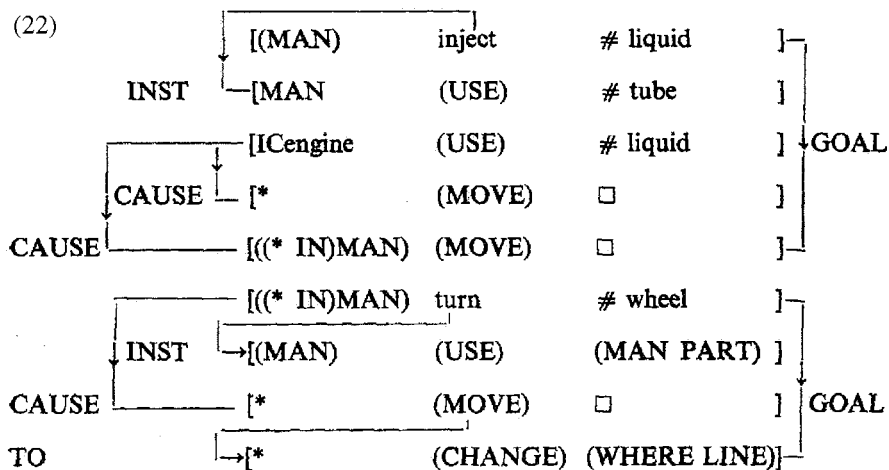 (22) [(MAN) inject # liquid ]
INST [MAN (USE) # tube ]
[ICengine (USE) # liquid ] GOAL
CAUSE [* (MOVE) □ ]
CAUSE [((* IN)MAN) (MOVE) □ ]
[((* IN)MAN) turn # wheel ]
INST [(MAN) (USE) (MAN PART) ]
CAUSE [* (MOVE) □ ] GOAL
TO [* (CHANGE) (WHERE LINE)]